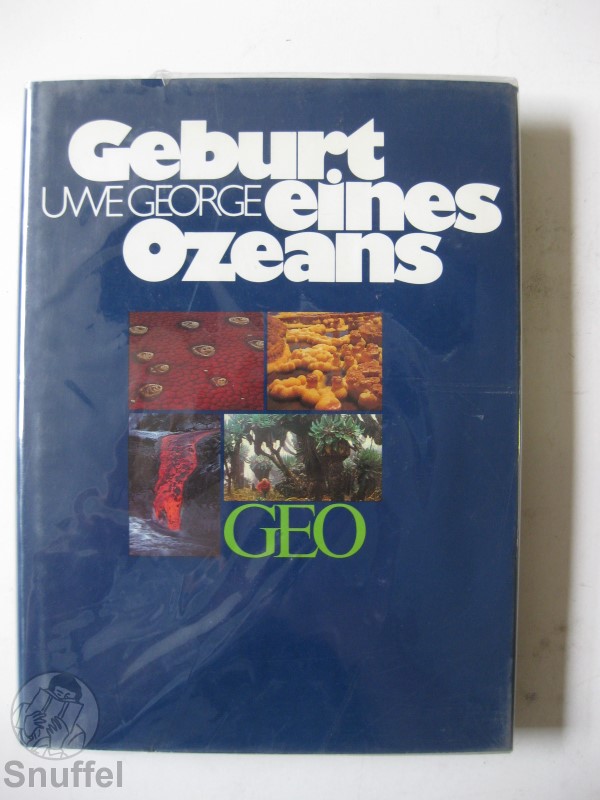 Geburt
UWE GEORGE eines
Ozeans
GEO
Snuffel